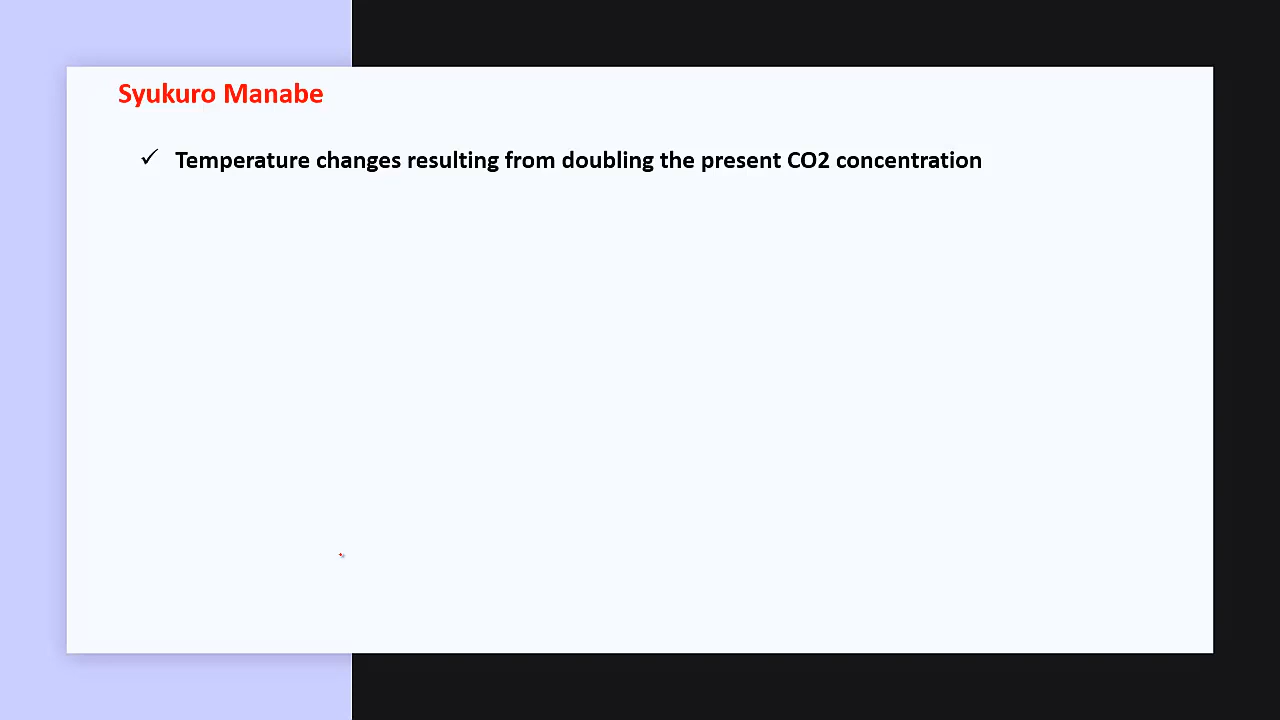 Syukuro Manabe
✓ Temperature changes resulting from doubling the present CO2 concentration